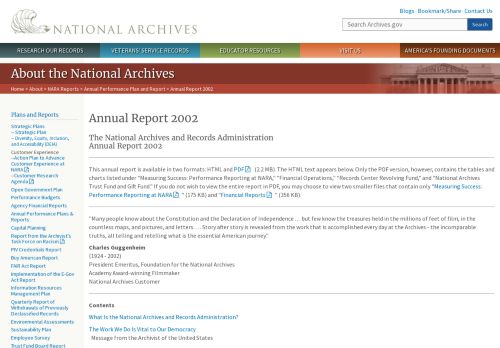 NATIONAL ARCHIVES
Blogs · Bookmark/Share · Contact Us
Search Archives.gov
Search
RESEARCH OUR RECORDS
VETERANS' SERVICE RECORDS
EDUCATOR RESOURCES
VISIT US
AMERICA'S FOUNDING DOCUMENTS
About the National Archives
Home > About > NARA Reports > Annual Performance Plan and Report > Annual Report 2002
Plans and Reports
Strategic Plans
– Strategic Plan
– Diversity, Equity, Inclusion,
and Accessibility (DEIA)
Customer Experience
–Action Plan to Advance
Customer Experience at
NARA
–Customer Research
Agenda
Open Government Plan
Performance Budgets
Agency Financial Reports
Annual Performance Plans &
Reports
Capital Planning
Report from the Archivist's
Task Force on Racism
PIV Credentials Report
Buy American Report
FAIR Act Report
Implementation of the E-Gov
Act Report
Information Resources
Management Plan
Quarterly Report of
Withdrawals of Previously
Declassified Records
Environmental Assessments
Sustainability Plan
Employee Survey
Trust Fund Board Report
Annual Report 2002
The National Archives and Records Administration
Annual Report 2002
This annual report is available in two formats: HTML and PDF (2.2 MB). The HTML text appears below. Only the PDF version, however, contains the tables and
charts listed under "Measuring Success: Performance Reporting at NARA," "Financial Operations," "Records Center Revolving Fund," and "National Archives
Trust Fund and Gift Fund." If you do not wish to view the entire report in PDF, you may choose to view two smaller files that contain only "Measuring Success:
Performance Reporting at NARA " (175 KB) and "Financial Reports " (356 KB).
"Many people know about the Constitution and the Declaration of Independence . . . but few know the treasures held in the millions of feet of film, in the
countless maps, and pictures, and letters . . . . Story after story is revealed from the work that is accomplished every day at the Archives – the incomparable
truths, all telling and retelling what is the essential American journey."
Charles Guggenheim
(1924 - 2002)
President Emeritus, Foundation for the National Archives
Academy Award-winning Filmmaker
National Archives Customer
Contents
What Is the National Archives and Records Administration?
The Work We Do Is Vital to Our Democracy
Message from the Archivist of the United States